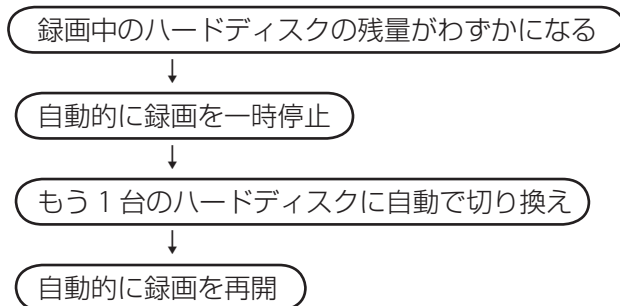 録画中のハードディスクの残量がわずかになる
自動的に録画を一時停止
もう1台のハードディスクに自動で切り換え
自動的に録画を再開